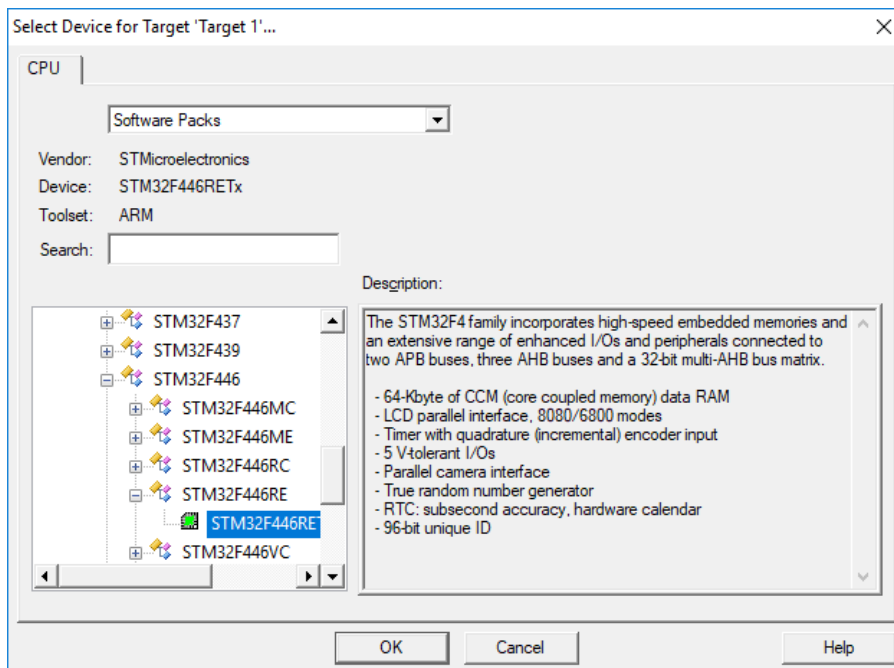 Select Device for Target 'Target 1'...
CPU
Software Packs
Vendor: STMicroelectronics
Device: STM32F446RETx
Toolset: ARM
Search:
Description:
STM32F437
STM32F439
STM32F446
STM32F446MC
STM32F446ME
STM32F446RC
STM32F446RE
STM32F446RET
STM32F446VC
The STM32F4 family incorporates high-speed embedded memories and
an extensive range of enhanced I/Os and peripherals connected to
two APB buses, three AHB buses and a 32-bit multi-AHB bus matrix.
- 64-Kbyte of CCM (core coupled memory) data RAM
- LCD parallel interface, 8080/6800 modes
- Timer with quadrature (incremental) encoder input
- 5 V-tolerant I/Os
- Parallel camera interface
- True random number generator
- RTC: subsecond accuracy, hardware calendar
- 96-bit unique ID
OK Cancel Help